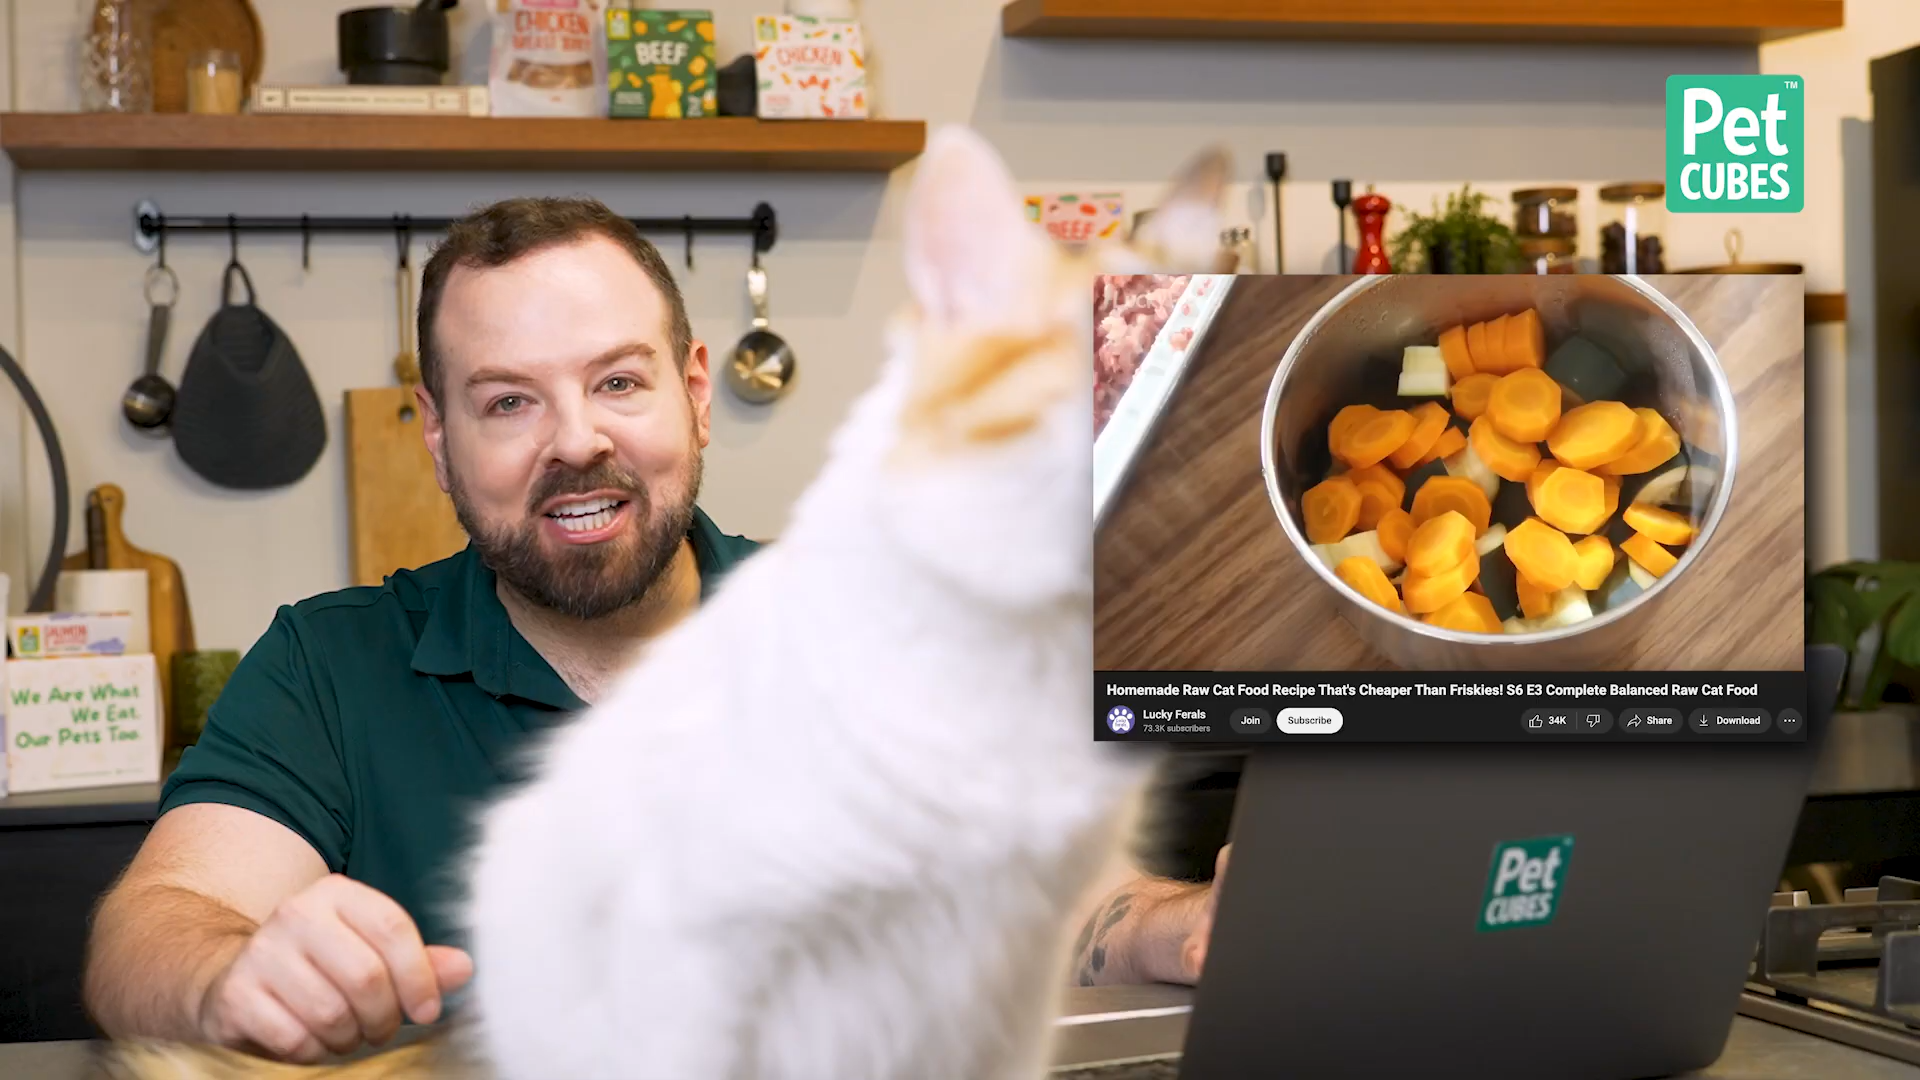 CHICKEN
BREAST
BEEF
CHICKEN
Pet
CUBES
TM
BEEF
SALMON
We Are What
We Eat.
Our Pets Too.
Homemade Raw Cat Food Recipe That's Cheaper Than Friskies! S6 E3 Complete Balanced Raw Cat Food
Lucky Ferals
73.3K subscribers
Join
Subscribe
34K
Share
Download
Pet
CUBES